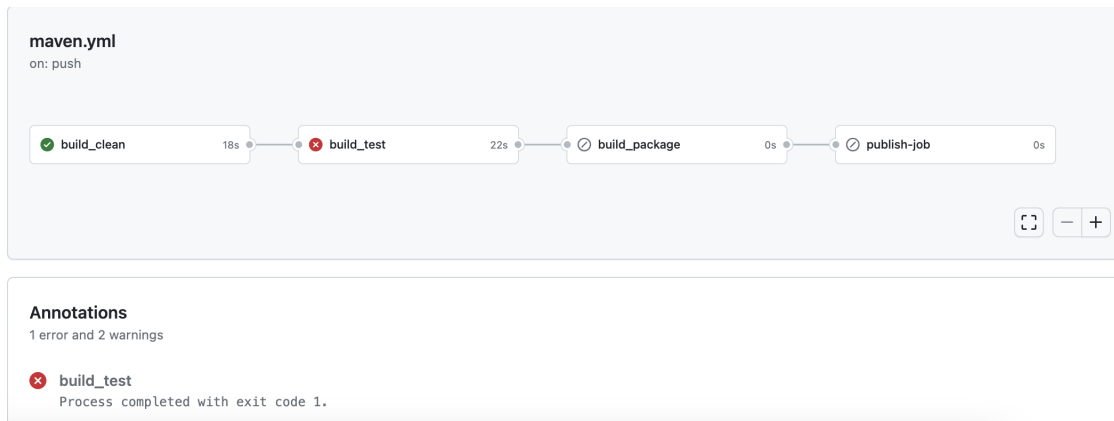 maven.yml
on: push
build_clean 18s
build_test 22s
build_package 0s
publish-job 0s
Annotations
1 error and 2 warnings
build_test
Process completed with exit code 1.